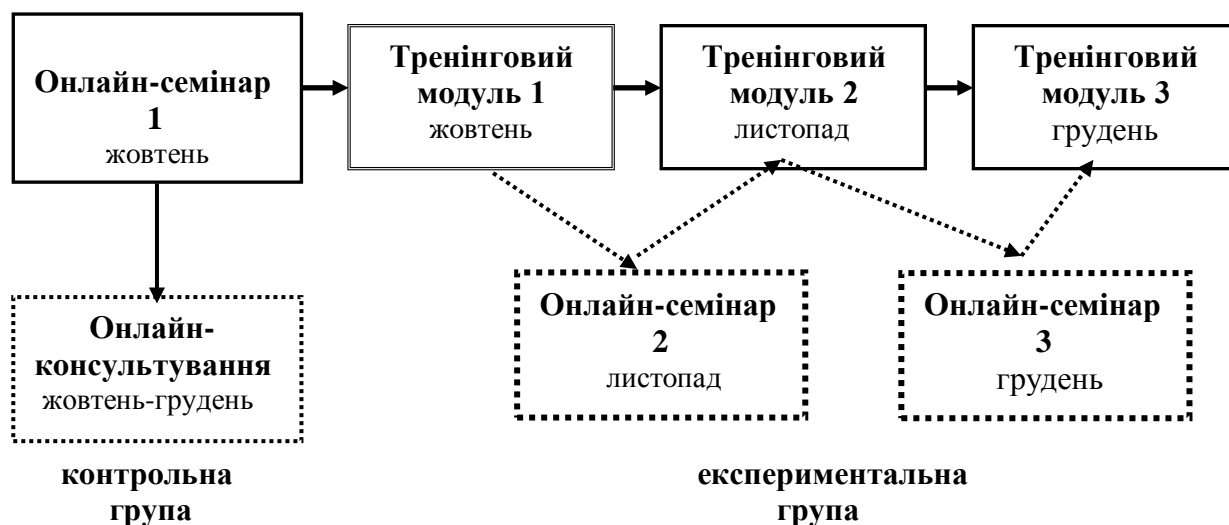 Онлайн-семінар
1
жовтень
Тренінговий
модуль 1
жовтень
Тренінговий
модуль 2
листопад
Тренінговий
модуль 3
грудень
Онлайн-
консультування
жовтень-грудень
Онлайн-семінар
2
листопад
Онлайн-семінар
3
грудень
контрольна
група
експериментальна
група